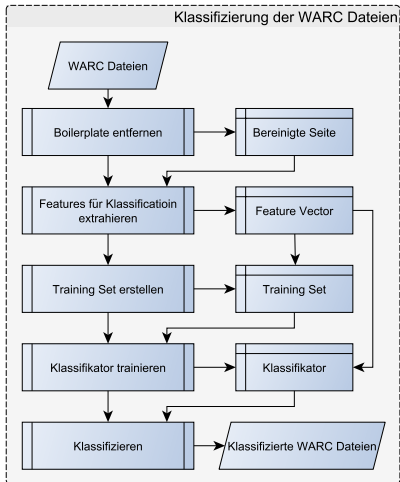 Klassifizierung der WARC Dateien
WARC Dateien
Boilerplate entfernen
Bereinigte Seite
Features für Klassificatioin
extrahieren
Feature Vector
Training Set erstellen
Training Set
Klassifikator trainieren
Klassifikator
Klassifizieren
Klassifizierte WARC Dateien